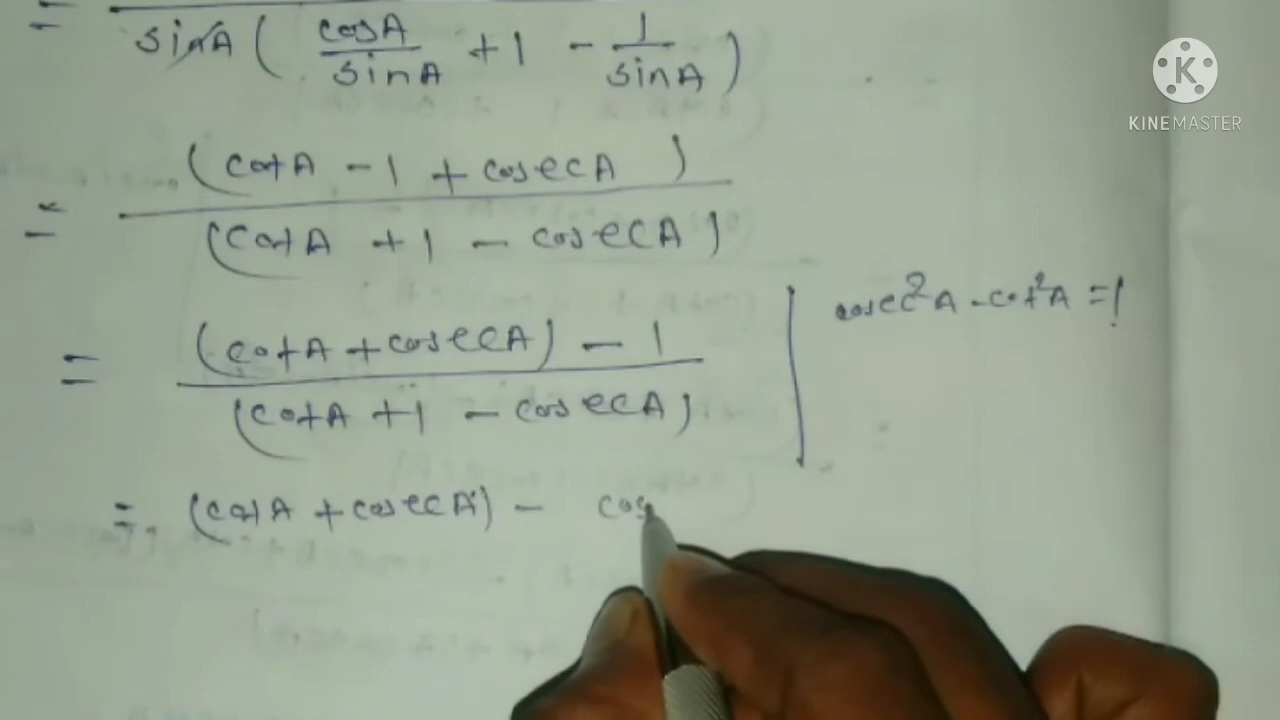 =
sinA ( cosA / sinA + 1 - 1 / sinA )
= (cotA - 1 + cosecA)
(cotA + 1 - cosecA)
= (cotA + cosecA) - 1
(cotA + 1 - cosecA)
cosec²A - cot²A = 1
= (cotA + cosecA) - cos
K
KINEMASTER